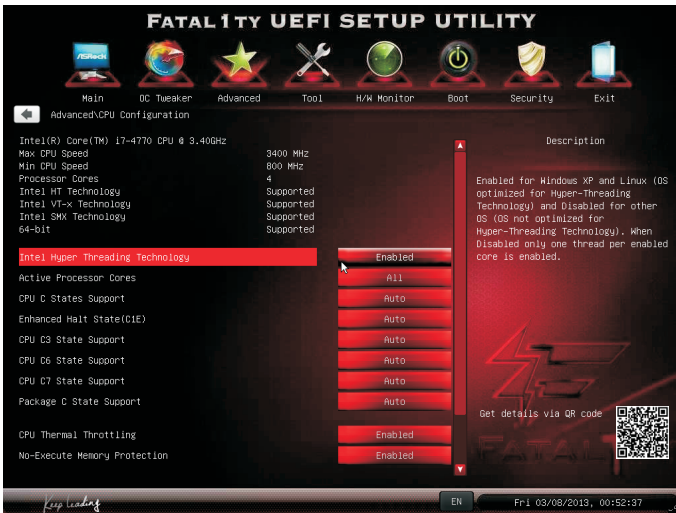 FATAL1TY UEFI SETUP UTILITY
ASRock
Main OC Tweaker Advanced Tool H/W Monitor Boot Security Exit
Advanced\CPU Configuration
Intel(R) Core(TM) i7-4770 CPU @ 3.40GHz
Max CPU Speed 3400 MHz
Min CPU Speed 800 MHz
Processor Cores 4
Intel HT Technology Supported
Intel VT-x Technology Supported
Intel SMX Technology Supported
64-bit Supported
Intel Hyper Threading Technology Enabled
Active Processor Cores All
CPU C States Support Auto
Enhanced Halt State(C1E) Auto
CPU C3 State Support Auto
CPU C6 State Support Auto
CPU C7 State Support Auto
Package C State Support Auto
CPU Thermal Throttling Enabled
No-Execute Memory Protection Enabled
Description
Enabled for Windows XP and Linux (OS
optimized for Hyper-Threading
Technology) and Disabled for other
OS (OS not optimized for
Hyper-Threading Technology). When
Disabled only one thread per enabled
core is enabled.
Get details via QR code
FATAL1
Keep Leading
EN
Fri 03/08/2013, 00:52:37